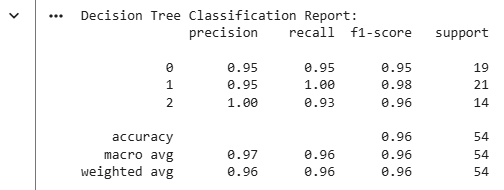 Decision Tree Classification Report:
precision recall f1-score support
0 0.95 0.95 0.95 19
1 0.95 1.00 0.98 21
2 1.00 0.93 0.96 14
accuracy 0.96 54
macro avg 0.97 0.96 0.96 54
weighted avg 0.96 0.96 0.96 54